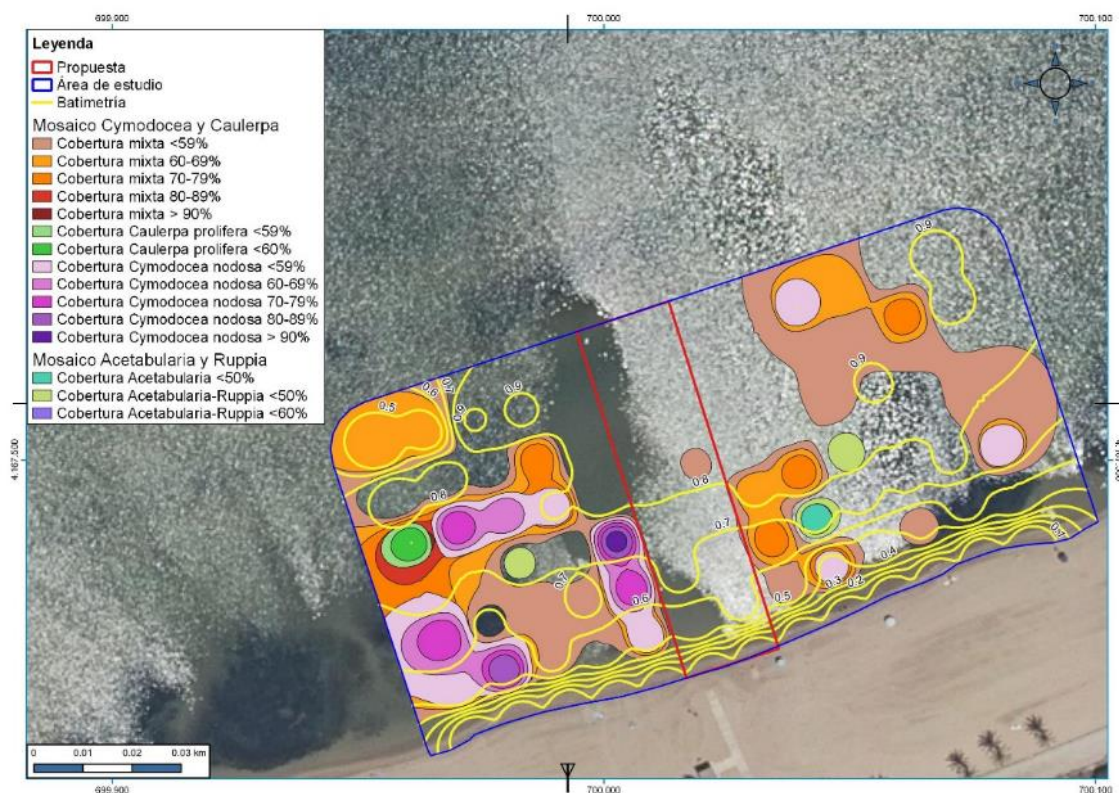 699.900
700.000
700.100
Leyenda
Propuesta
Área de estudio
Batimetría
Mosaico Cymodocea y Caulerpa
Cobertura mixta <59%
Cobertura mixta 60-69%
Cobertura mixta 70-79%
Cobertura mixta 80-89%
Cobertura mixta > 90%
Cobertura Caulerpa prolifera <59%
Cobertura Caulerpa prolifera <60%
Cobertura Cymodocea nodosa <59%
Cobertura Cymodocea nodosa 60-69%
Cobertura Cymodocea nodosa 70-79%
Cobertura Cymodocea nodosa 80-89%
Cobertura Cymodocea nodosa > 90%
Mosaico Acetabularia y Ruppia
Cobertura Acetabularia <50%
Cobertura Acetabularia-Ruppia <50%
Cobertura Acetabularia-Ruppia <60%
0.9
0.7
0.6
0.5
0.9
0.9
0.9
0.8
0.8
0.7
0.7
0.6
0.4
0.3
0.2
0.5
0.1
4.167.500
0 0.01 0.02 0.03 km
699.900
700.000
700.100